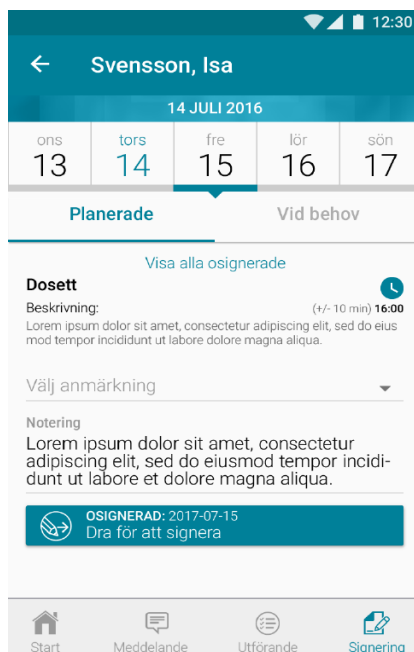 12:30
Svensson, Isa
14 JULI 2016
ons tors fre lör sön
13 14 15 16 17
Planerade Vid behov
Visa alla osignerade
Dosett
Beskrivning: (+/- 10 min) 16:00
Lorem ipsum dolor sit amet, consectetur adipiscing elit, sed do eius
mod tempor incididunt ut labore dolore magna aliqua.
Välj anmärkning
Notering
Lorem ipsum dolor sit amet, consectetur
adipiscing elit, sed do eiusmod tempor incidi-
dunt ut labore et dolore magna aliqua.
OSIGNERAD: 2017-07-15
Dra för att signera
Start Meddelande Utförande Signering